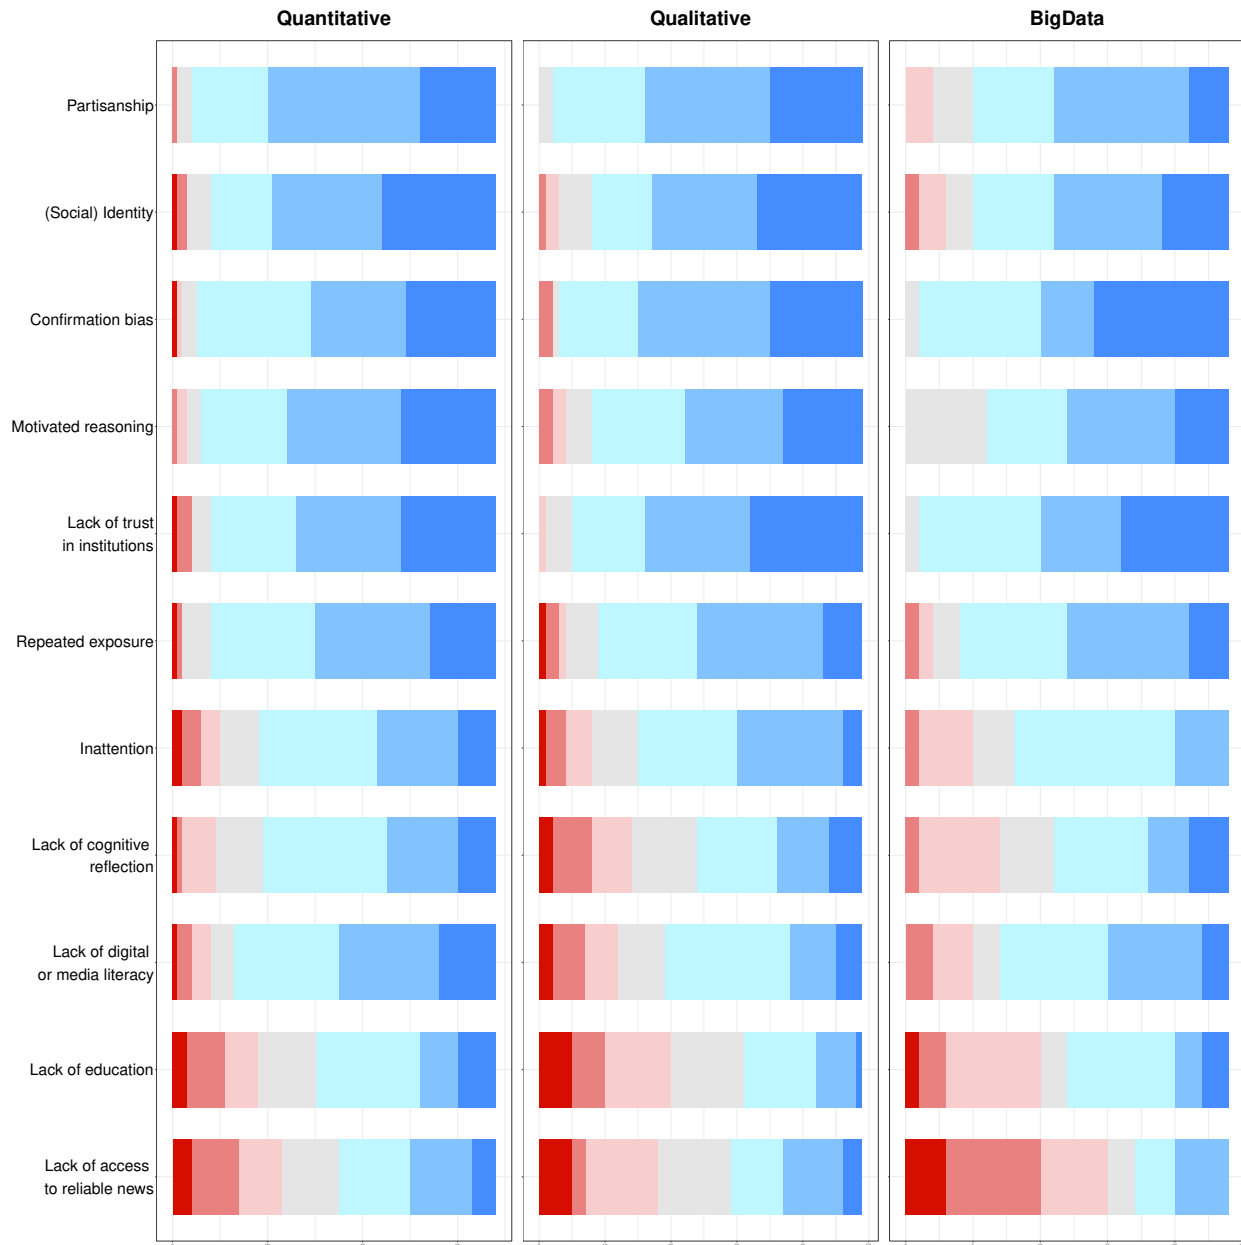 Quantitative
Qualitative
BigData
Partisanship
(Social) Identity
Confirmation bias
Motivated reasoning
Lack of trust
in institutions
Repeated exposure
Inattention
Lack of cognitive
reflection
Lack of digital
or media literacy
Lack of education
Lack of access
to reliable news